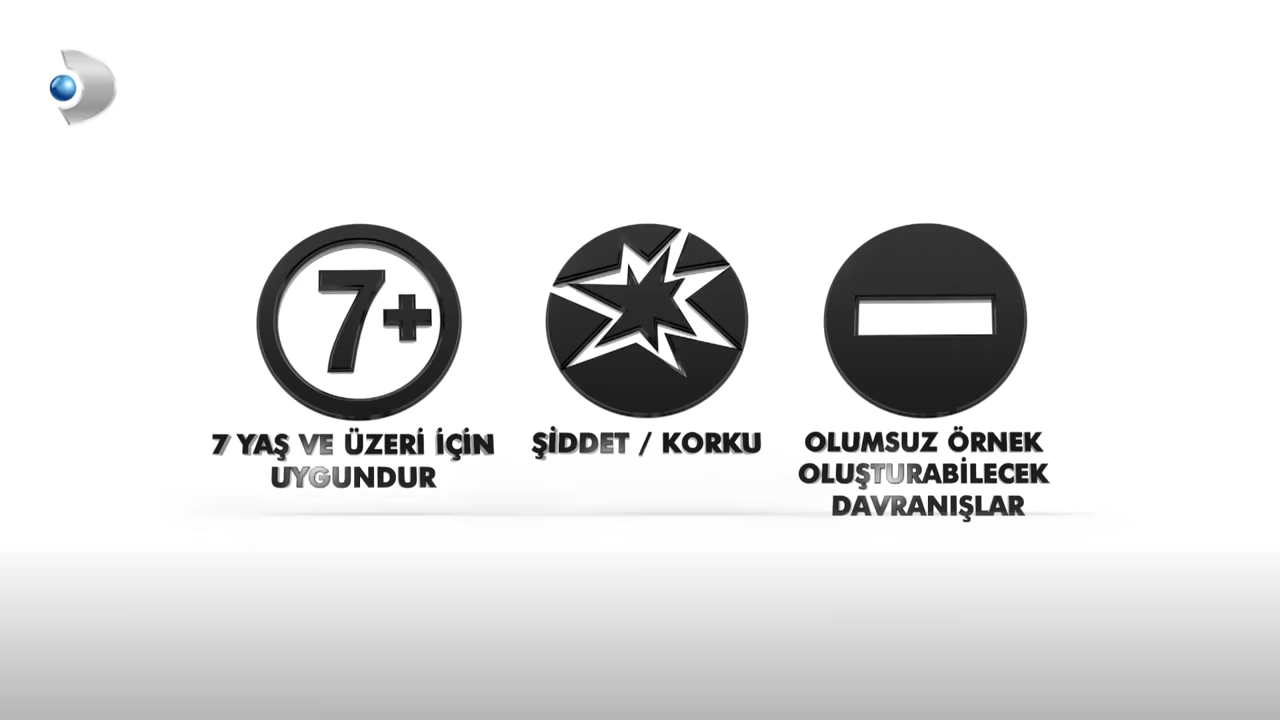 7+
7 YAŞ VE ÜZERİ İÇİN
UYGUNDUR
ŞİDDET / KORKU
OLUMSUZ ÖRNEK
OLUŞTURABİLECEK
DAVRANIŞLAR